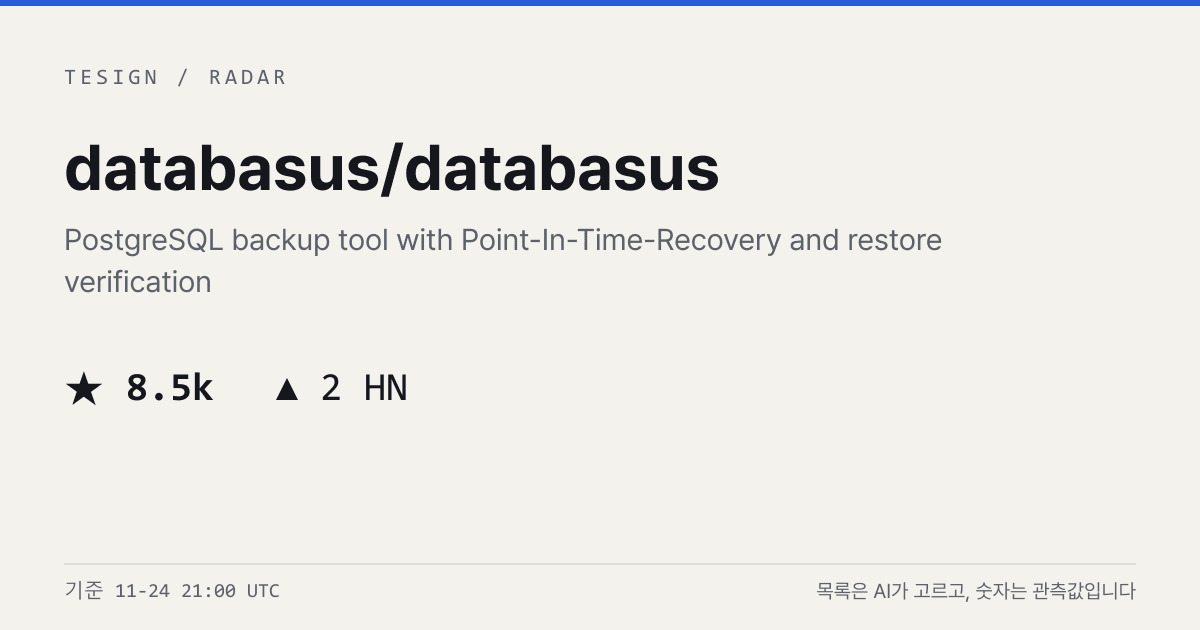 TESIGN / RADAR
databasus/databasus
PostgreSQL backup tool with Point-In-Time-Recovery and restore
verification
★ 8.5k ▲ 2 HN
기준 11-24 21:00 UTC
목록은 AI가 고르고, 숫자는 관측값입니다